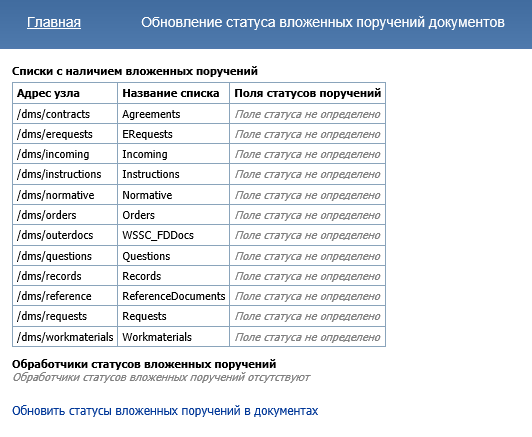 Главная Обновление статуса вложенных поручений документов
Списки с наличием вложенных поручений
Адрес узла Название списка Поля статусов поручений
/dms/contracts Agreements Поле статуса не определено
/dms/erequests ERequests Поле статуса не определено
/dms/incoming Incoming Поле статуса не определено
/dms/instructions Instructions Поле статуса не определено
/dms/normative Normative Поле статуса не определено
/dms/orders Orders Поле статуса не определено
/dms/outerdocs WSSC_FDDocs Поле статуса не определено
/dms/questions Questions Поле статуса не определено
/dms/records Records Поле статуса не определено
/dms/reference ReferenceDocuments Поле статуса не определено
/dms/requests Requests Поле статуса не определено
/dms/workmaterials Workmaterials Поле статуса не определено
Обработчики статусов вложенных поручений
Обработчики статусов вложенных поручений отсутствуют
Обновить статусы вложенных поручений в документах